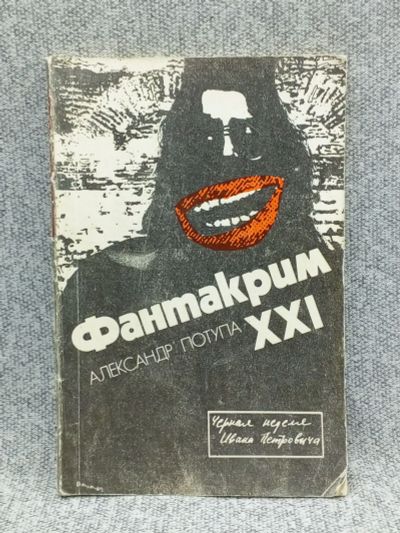 Фантакрим
XXI
АЛЕКСАНДР ПОТУПА
Черная неделя
Ивана Петровича